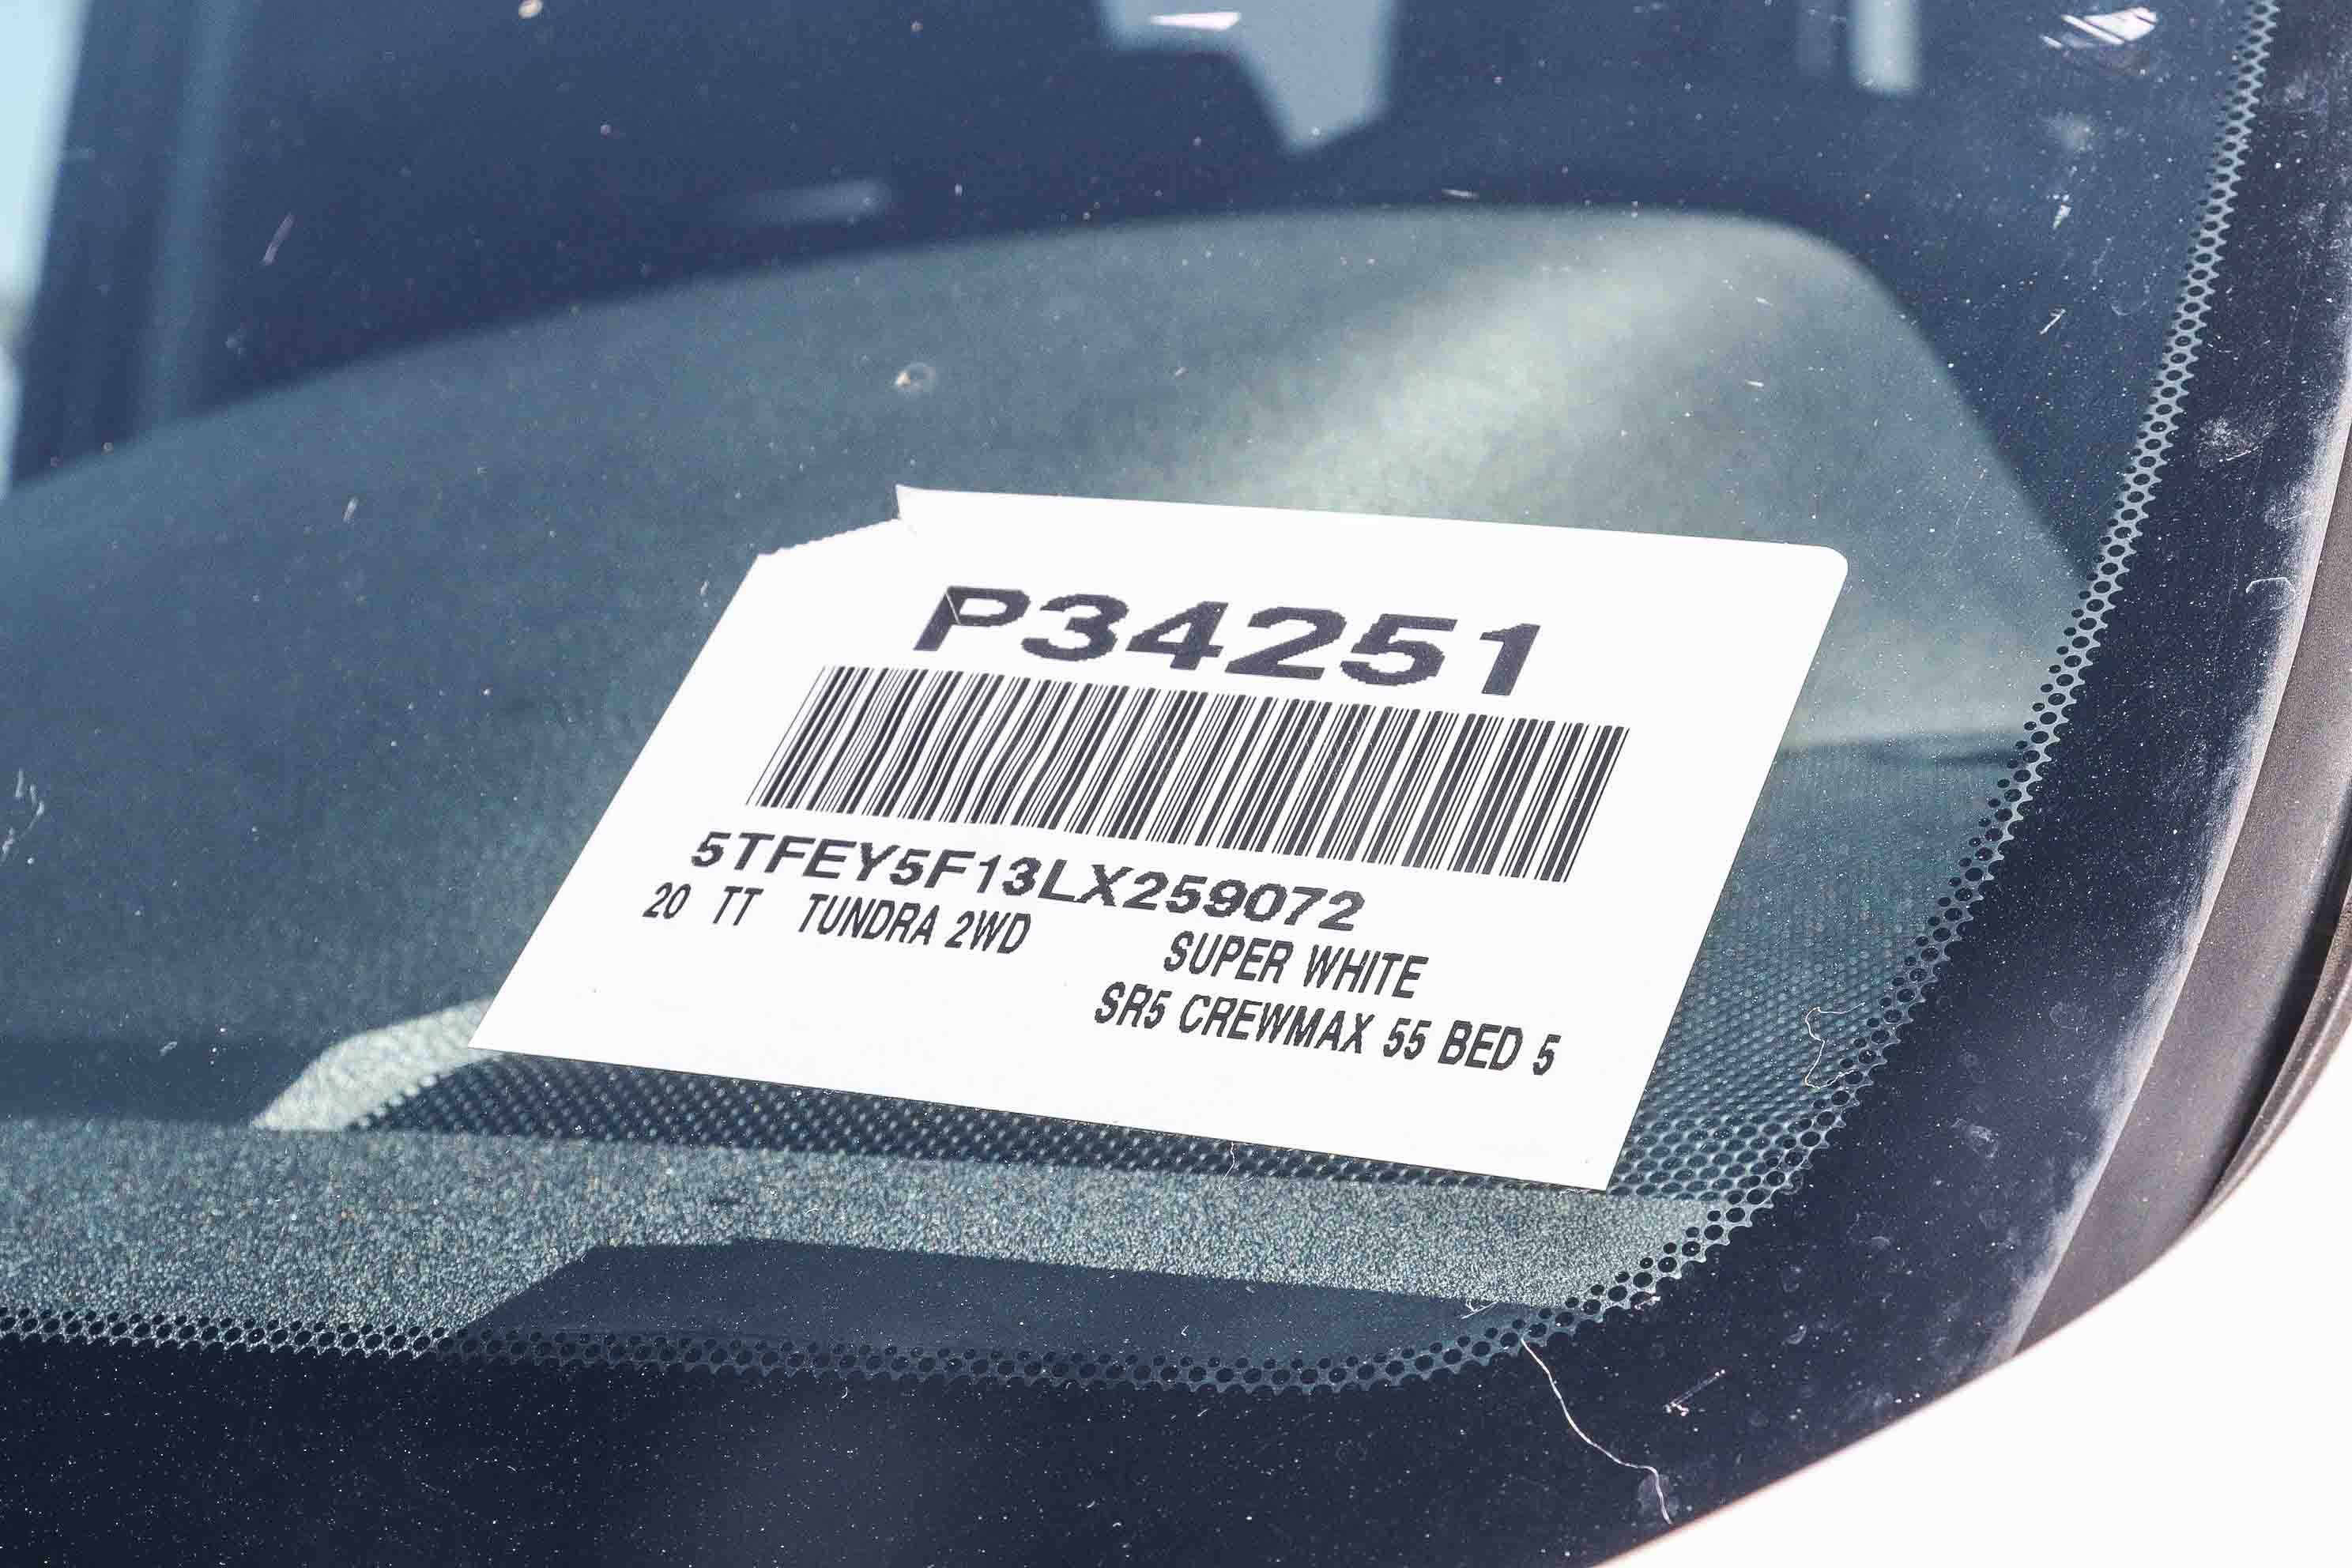 P34251
5TFEY5F13LX259072
20 TT TUNDRA 2WD SUPER WHITE
SR5 CREWMAX 55 BED 5